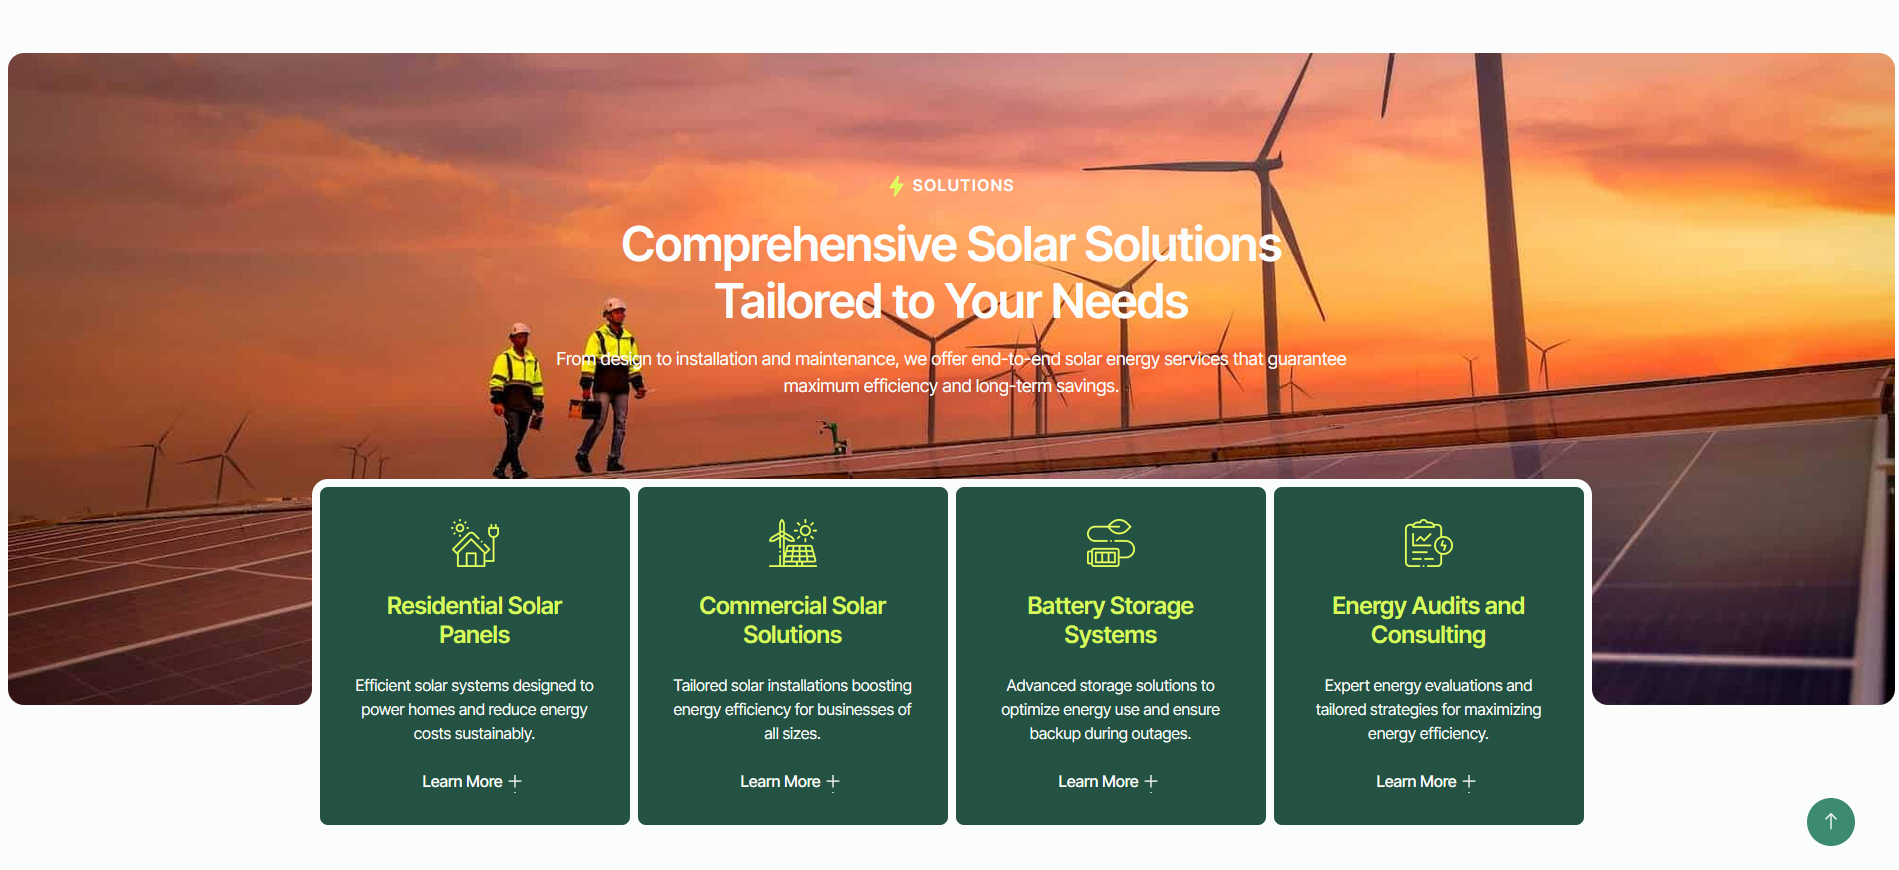 SOLUTIONS
Comprehensive Solar Solutions
Tailored to Your Needs
From design to installation and maintenance, we offer end-to-end solar energy services that guarantee
maximum efficiency and long-term savings.
Residential Solar
Panels
Efficient solar systems designed to
power homes and reduce energy
costs sustainably.
Learn More
Commercial Solar
Solutions
Tailored solar installations boosting
energy efficiency for businesses of
all sizes.
Learn More
Battery Storage
Systems
Advanced storage solutions to
optimize energy use and ensure
backup during outages.
Learn More
Energy Audits and
Consulting
Expert energy evaluations and
tailored strategies for maximizing
energy efficiency.
Learn More